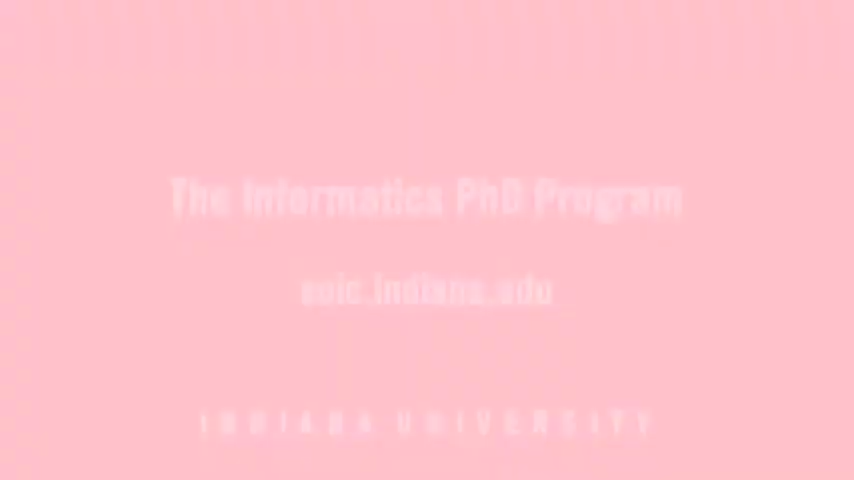 The Informatics PhD Program
soic.indiana.edu
INDIANA UNIVERSITY